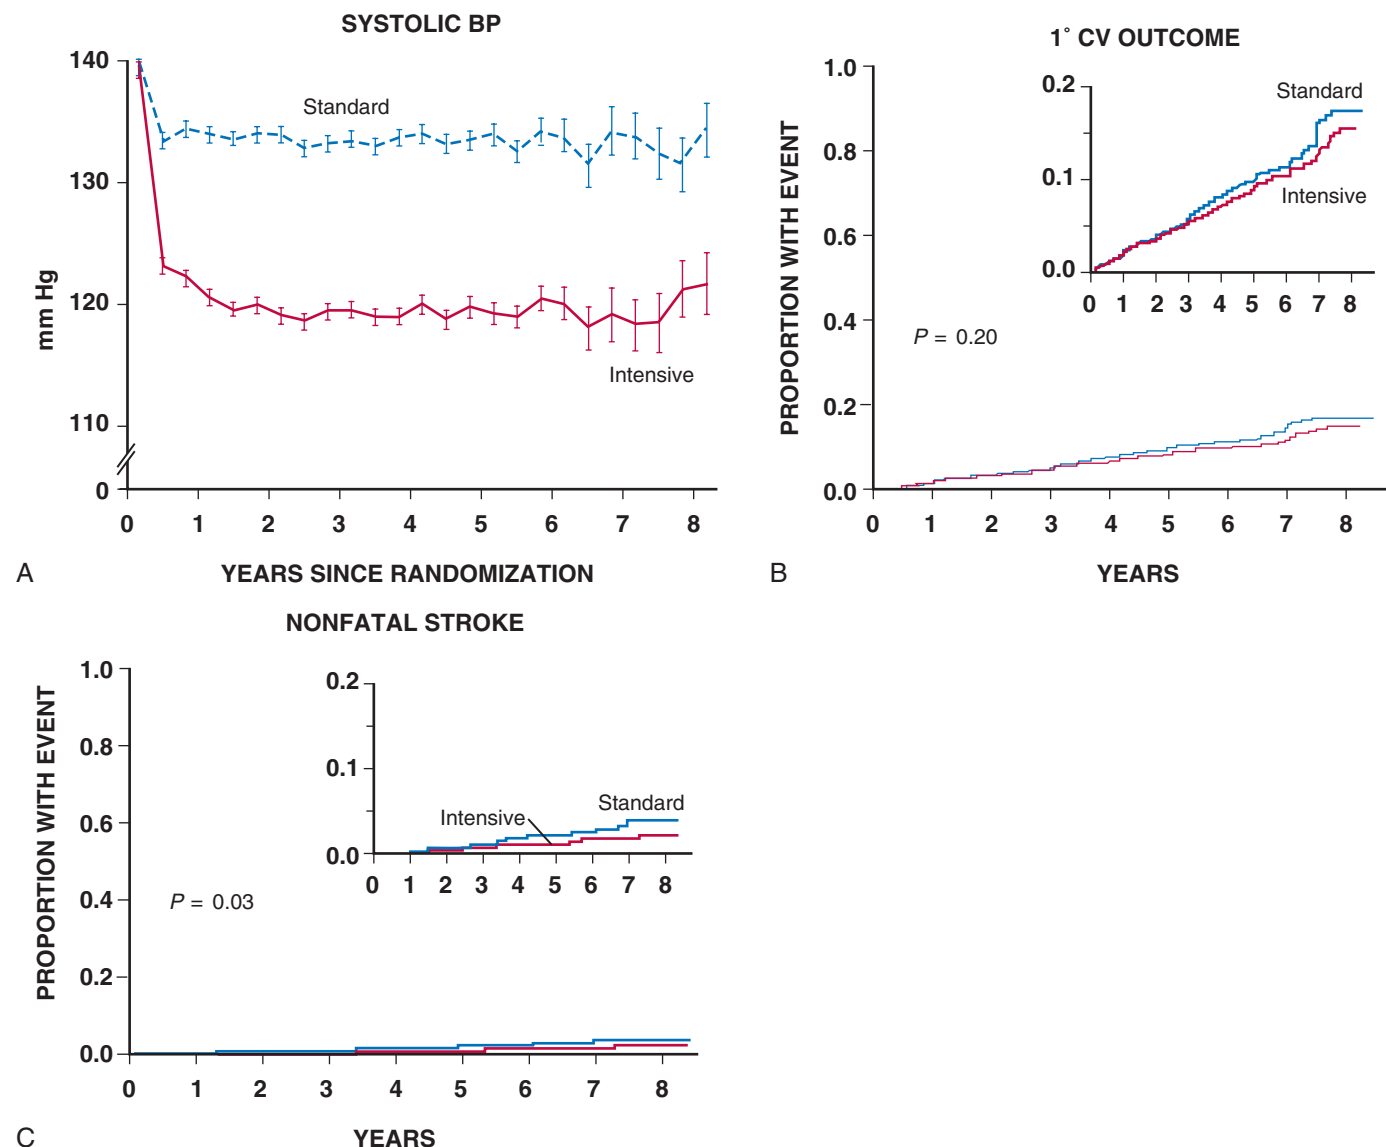 SYSTOLIC BP
mm Hg
140
130
120
110
0
Standard
Intensive
0 1 2 3 4 5 6 7 8
A
YEARS SINCE RANDOMIZATION
1° CV OUTCOME
PROPORTION WITH EVENT
1.0
0.8
0.6
0.4
0.2
0.0
P = 0.20
0.2
0.1
0.0
Standard
Intensive
0 1 2 3 4 5 6 7 8
0 1 2 3 4 5 6 7 8
B
YEARS
NONFATAL STROKE
PROPORTION WITH EVENT
1.0
0.8
0.6
0.4
0.2
0.0
P = 0.03
0.2
0.1
0.0
Intensive
Standard
0 1 2 3 4 5 6 7 8
0 1 2 3 4 5 6 7 8
C
YEARS